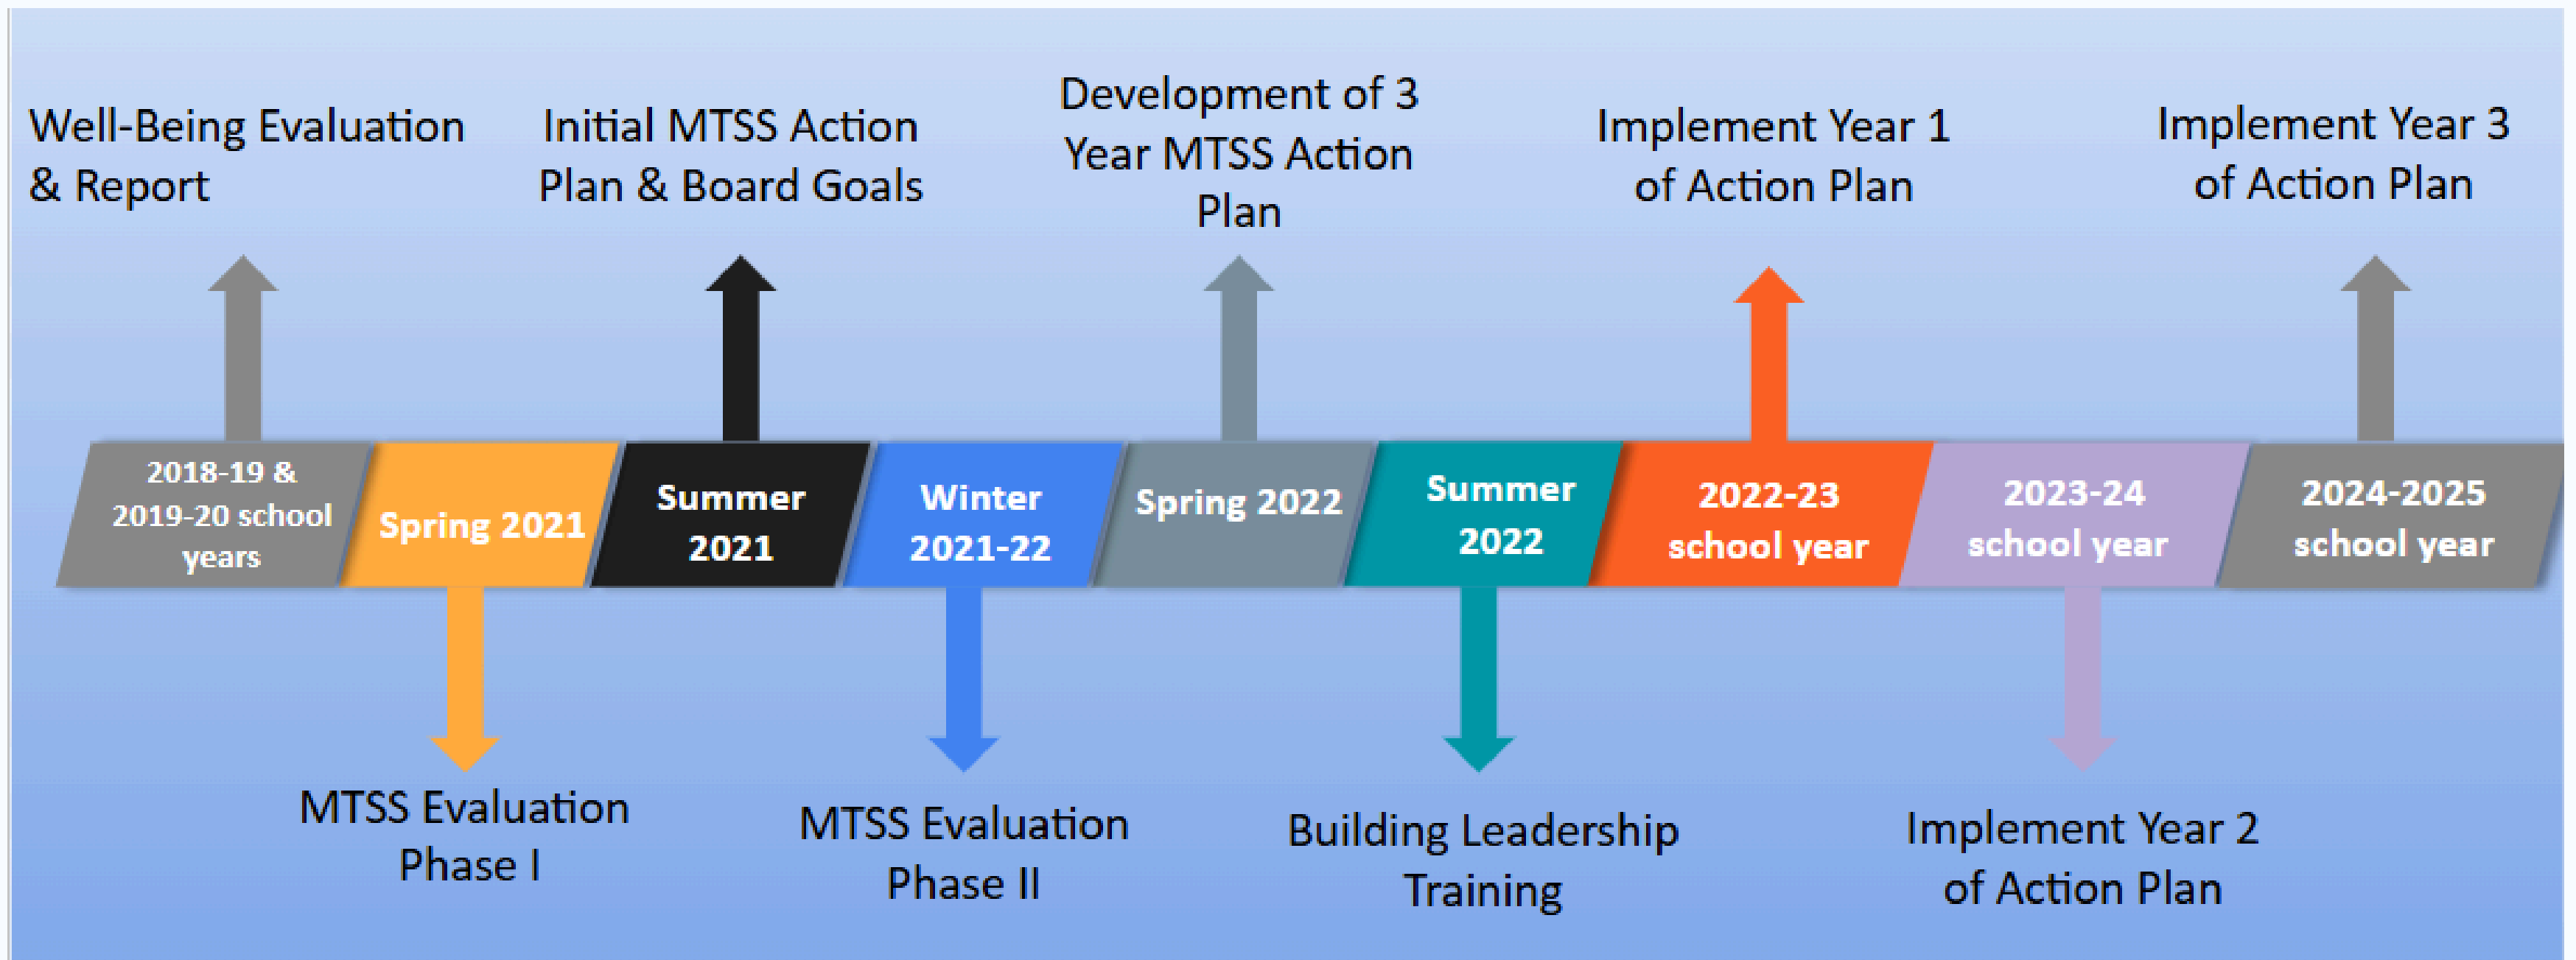 Well-Being Evaluation
& Report
Initial MTSS Action
Plan & Board Goals
Development of 3
Year MTSS Action
Plan
Implement Year 1
of Action Plan
Implement Year 3
of Action Plan
2018-19 &
2019-20 school
years
Spring 2021
Summer
2021
Winter
2021-22
Spring 2022
Summer
2022
2022-23
school year
2023-24
school year
2024-2025
school year
MTSS Evaluation
Phase I
MTSS Evaluation
Phase II
Building Leadership
Training
Implement Year 2
of Action Plan